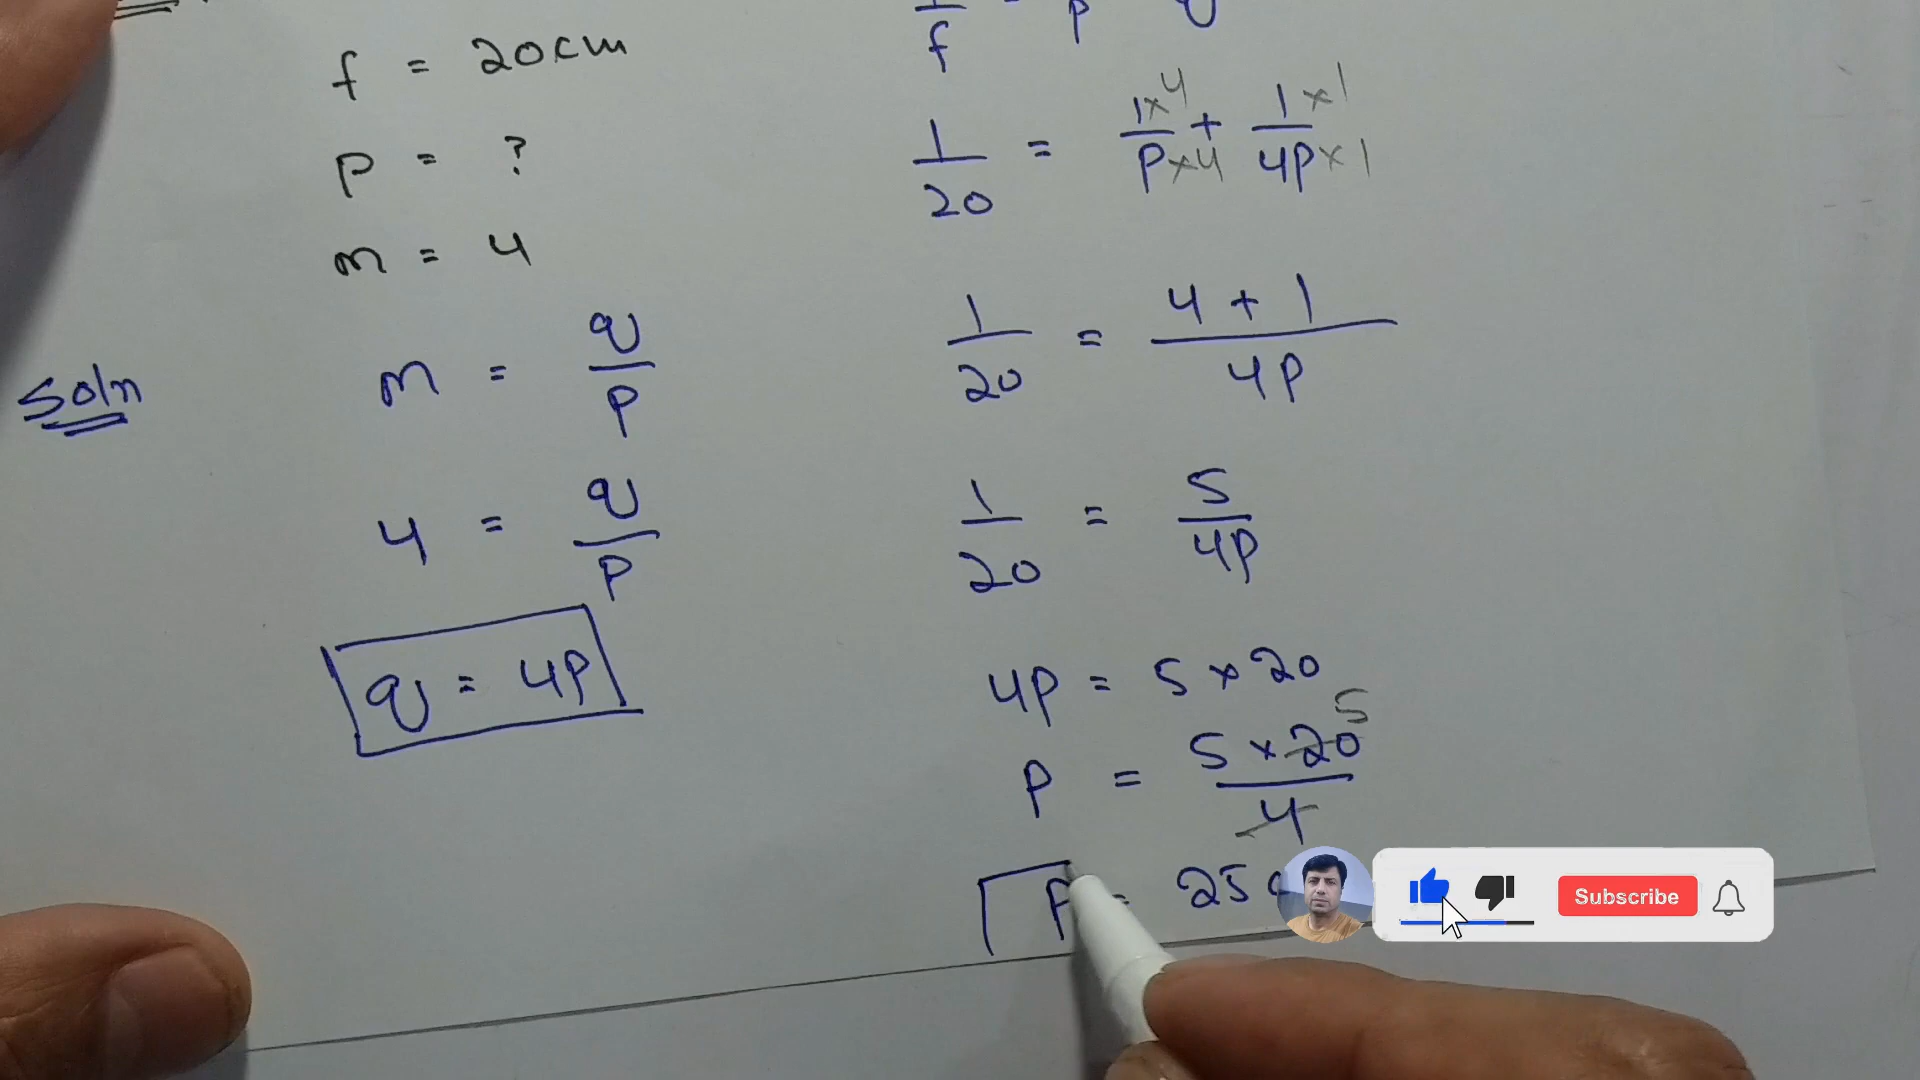 f = 20cm
P = ?
m = 4
Soln
m = q/P
4 = q/P
q = 4P
f P q
1/20 = 1×4/P×4 + 1×1/4P×1
1/20 = 4 + 1/4P
1/20 = 5/4P
4P = 5 × 20
P = 5 × 20/4 5
P = 25
Subscribe